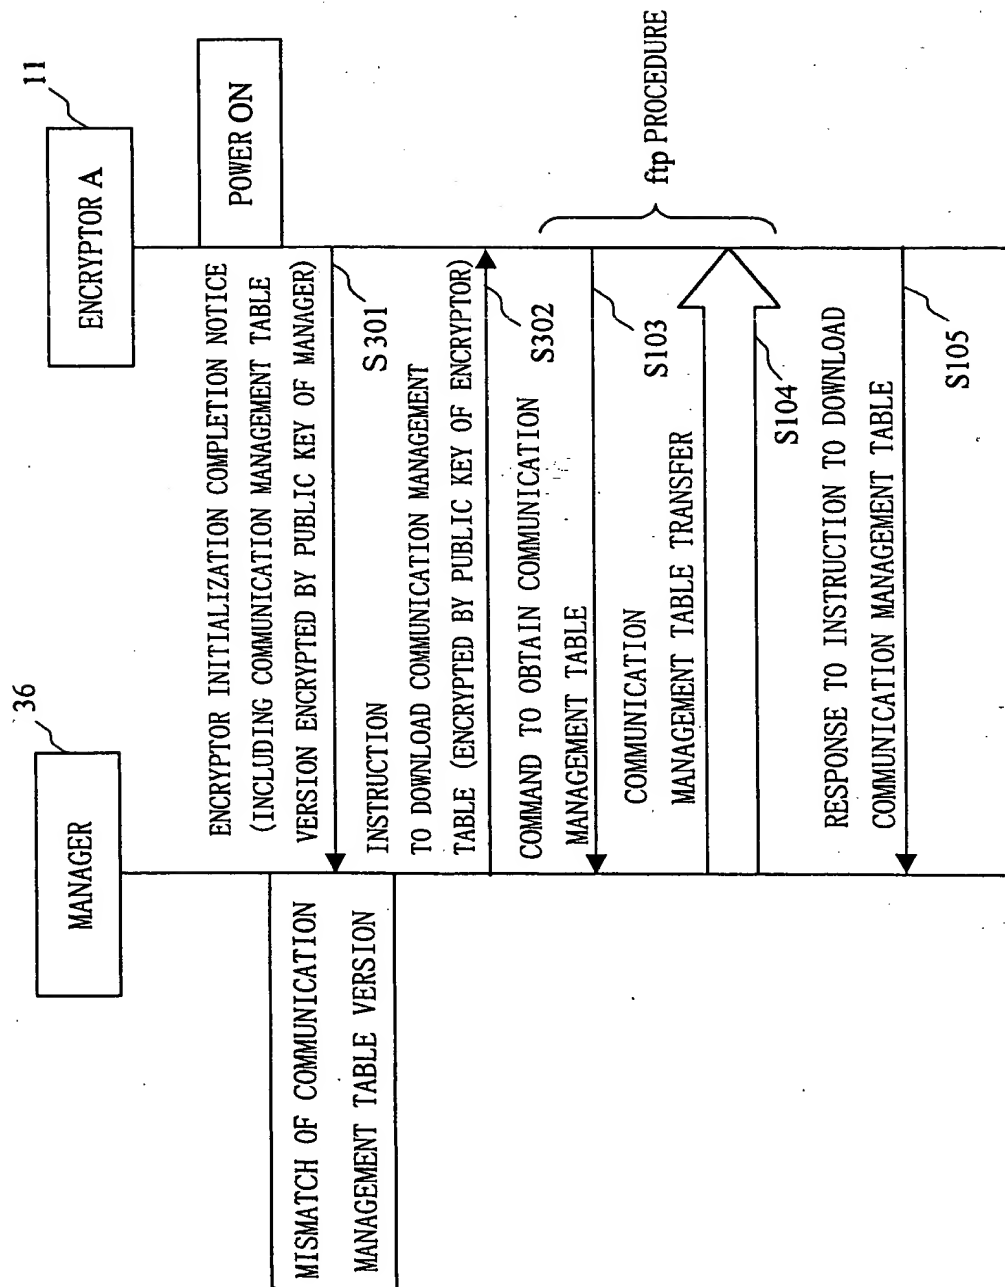 36
MANAGER
11
ENCRYPTOR A
POWER ON
ENCRYPTOR INITIALIZATION COMPLETION NOTICE
(INCLUDING COMMUNICATION MANAGEMENT TABLE
VERSION ENCRYPTED BY PUBLIC KEY OF MANAGER)
S301
MISMATCH OF COMMUNICATION
MANAGEMENT TABLE VERSION
INSTRUCTION
TO DOWNLOAD COMMUNICATION MANAGEMENT
TABLE (ENCRYPTED BY PUBLIC KEY OF ENCRYPTOR)
S302
COMMAND TO OBTAIN COMMUNICATION
MANAGEMENT TABLE
S103
COMMUNICATION
MANAGEMENT TABLE TRANSFER
S104
ftp PROCEDURE
RESPONSE TO INSTRUCTION TO DOWNLOAD
COMMUNICATION MANAGEMENT TABLE
S105